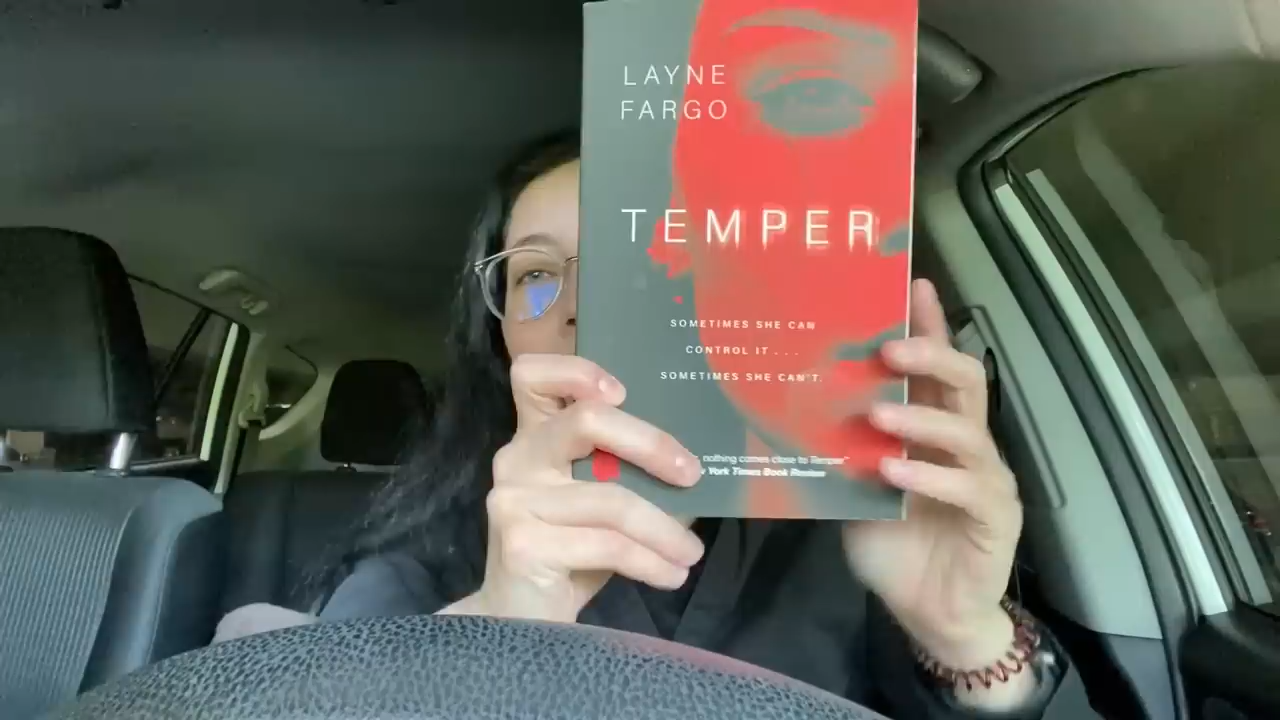 LAYNE
FARGO
TEMPER
SOMETIMES SHE CAN
CONTROL IT . . .
SOMETIMES SHE CAN'T.
nothing comes close to Temper"
York Times Book Review